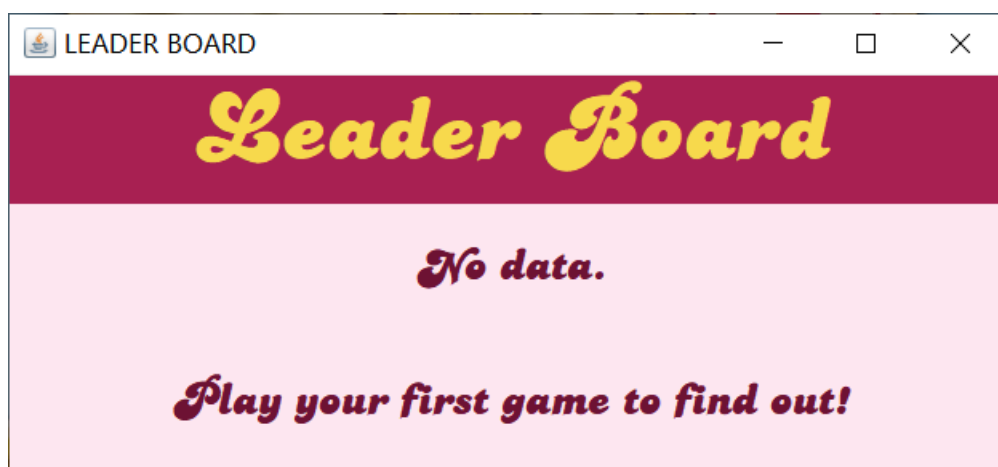 LEADER BOARD
Leader Board
No data.
Play your first game to find out!